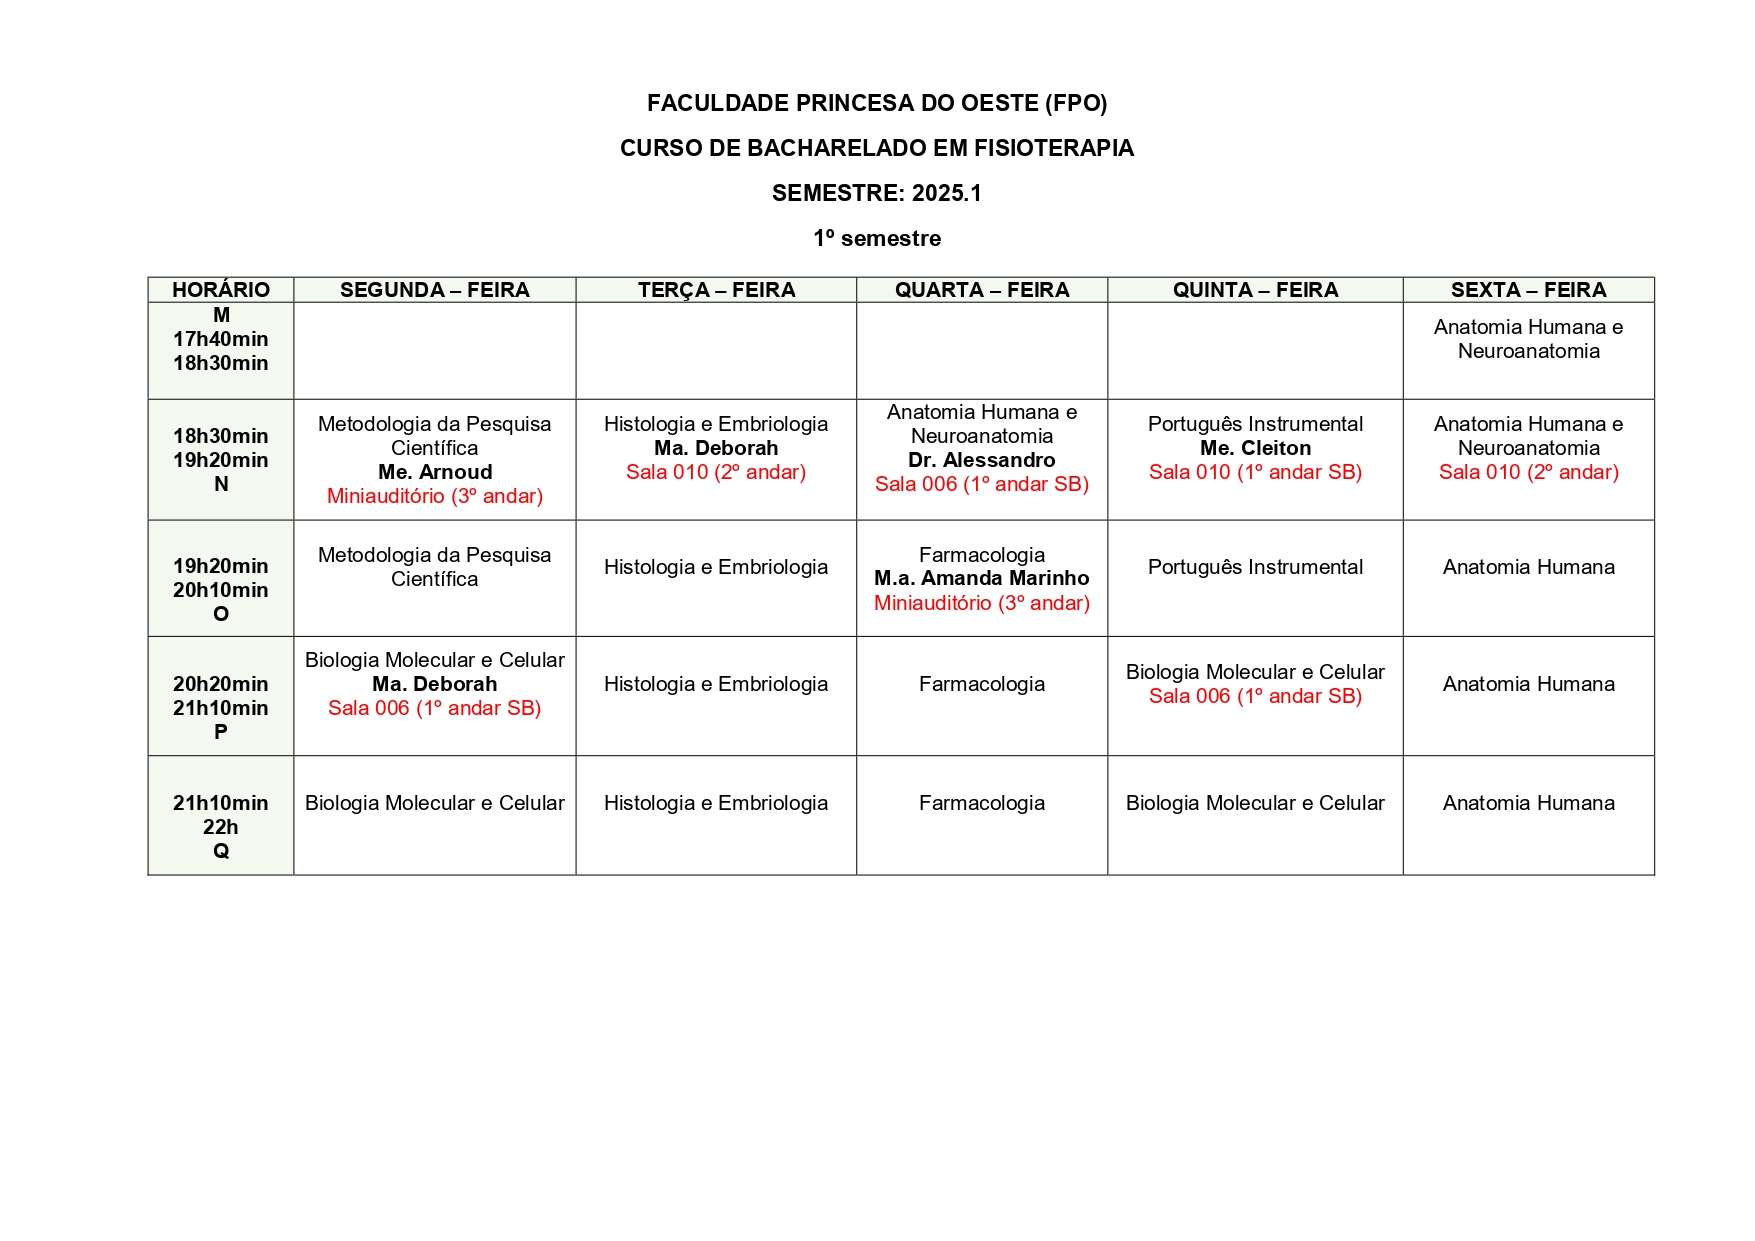 FACULDADE PRINCESA DO OESTE (FPO)
CURSO DE BACHARELADO EM FISIOTERAPIA
SEMESTRE: 2025.1
1º semestre
HORÁRIO
SEGUNDA – FEIRA
TERÇA – FEIRA
QUARTA – FEIRA
QUINTA – FEIRA
SEXTA – FEIRA
M
17h40min
18h30min
Anatomia Humana e
Neuroanatomia
18h30min
19h20min
N
Metodologia da Pesquisa
Científica
Me. Arnoud
Miniauditório (3º andar)
Histologia e Embriologia
Ma. Deborah
Sala 010 (2º andar)
Anatomia Humana e
Neuroanatomia
Dr. Alessandro
Sala 006 (1º andar SB)
Português Instrumental
Me. Cleiton
Sala 010 (1º andar SB)
Anatomia Humana e
Neuroanatomia
Sala 010 (2º andar)
19h20min
20h10min
O
Metodologia da Pesquisa
Científica
Histologia e Embriologia
Farmacologia
M.a. Amanda Marinho
Miniauditório (3º andar)
Português Instrumental
Anatomia Humana
20h20min
21h10min
P
Biologia Molecular e Celular
Ma. Deborah
Sala 006 (1º andar SB)
Histologia e Embriologia
Farmacologia
Biologia Molecular e Celular
Sala 006 (1º andar SB)
Anatomia Humana
21h10min
22h
Q
Biologia Molecular e Celular
Histologia e Embriologia
Farmacologia
Biologia Molecular e Celular
Anatomia Humana